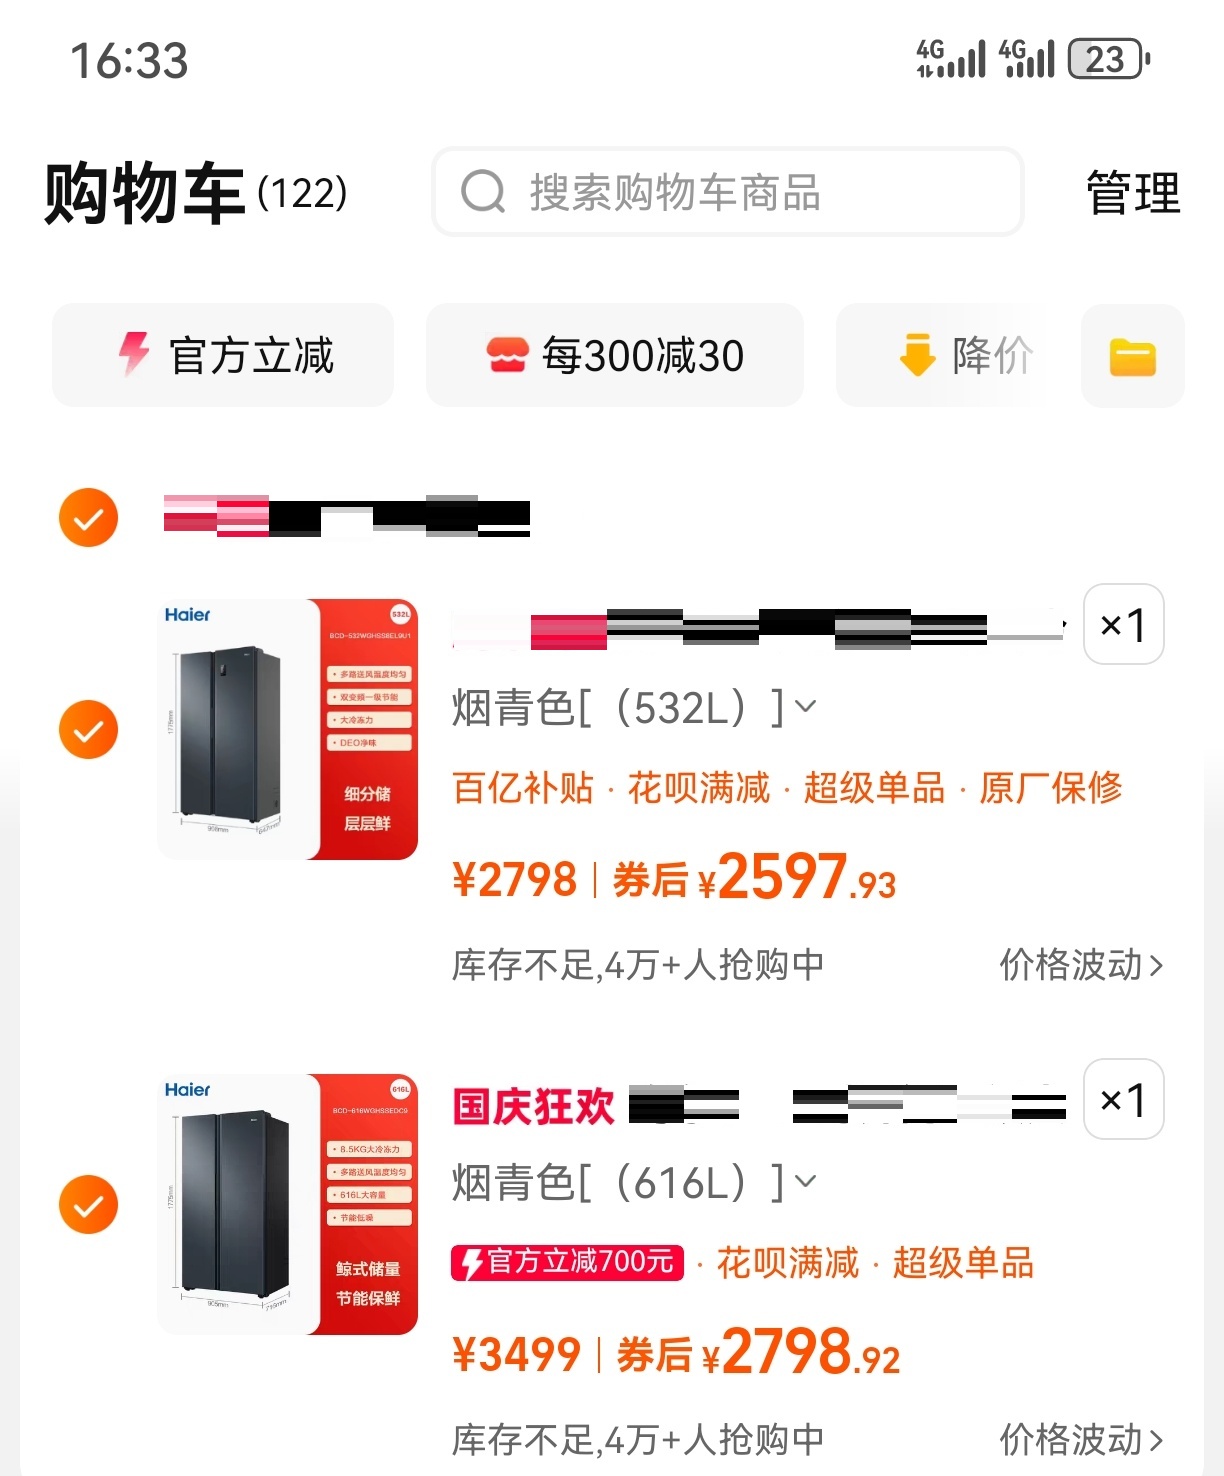 16:33
4G 4G 23
购物车(122)
搜索购物车商品
管理
官方立减
每300减30
降价
×1
Haier
532L
BCD-532WGHSS8EL9U1
· 多路送风温度均匀
· 双变频一级节能
· 大冷冻力
· DEO净味
细分储
层层鲜
1775mm
908mm
烟青色[（532L）]
百亿补贴 · 花呗满减 · 超级单品 · 原厂保修
¥2798 | 券后 ¥2597.93
库存不足,4万+人抢购中
价格波动>
国庆狂欢
×1
Haier
616L
BCD-616WGHSSEDC9
· 8.5KG大冷冻力
· 多路送风温度均匀
· 616L大容量
· 节能低噪
鲸式储量
节能保鲜
1775mm
905mm
烟青色[（616L）]
官方立减700元 · 花呗满减 · 超级单品
¥3499 | 券后 ¥2798.92
库存不足,4万+人抢购中
价格波动>